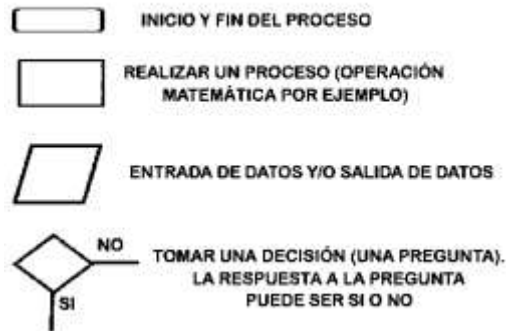 INICIO Y FIN DEL PROCESO
REALIZAR UN PROCESO (OPERACIÓN
MATEMÁTICA POR EJEMPLO)
ENTRADA DE DATOS Y/O SALIDA DE DATOS
NO
TOMAR UNA DECISIÓN (UNA PREGUNTA).
LA RESPUESTA A LA PREGUNTA
SI
PUEDE SER SI O NO